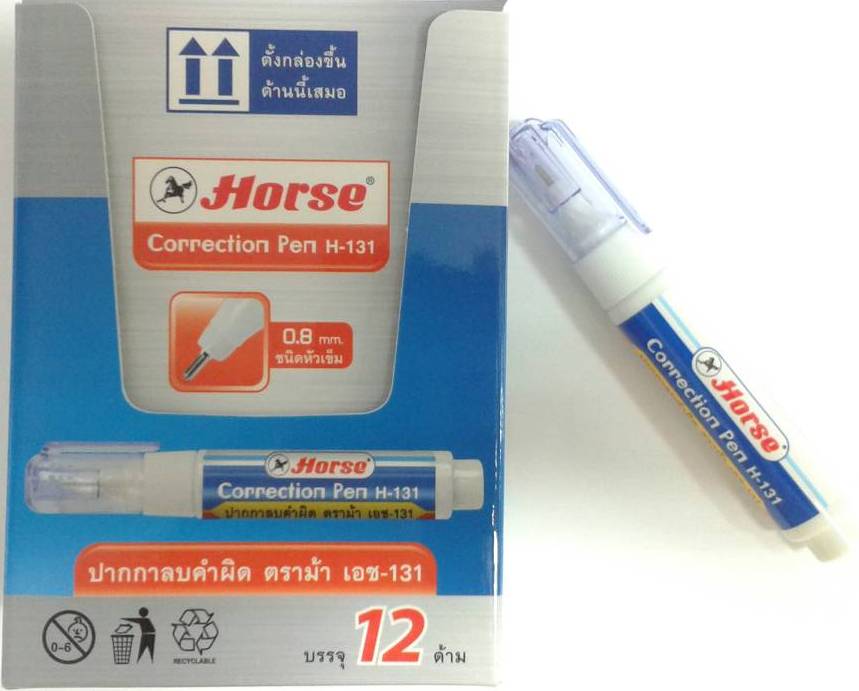 ตั้งกล่องขึ้น
ด้านนี้เสมอ
Horse®
Correction Pen H-131
0.8 mm.
ชนิดหัวเข็ม
Horse®
Correction Pen H-131
ปากกาลบคำผิด ตราม้า เอช-131
ปากกาลบคำผิด ตราม้า เอช-131
0-6
RECYCLABLE
บรรจุ 12 ด้าม
Horse
Correction Pen H-131